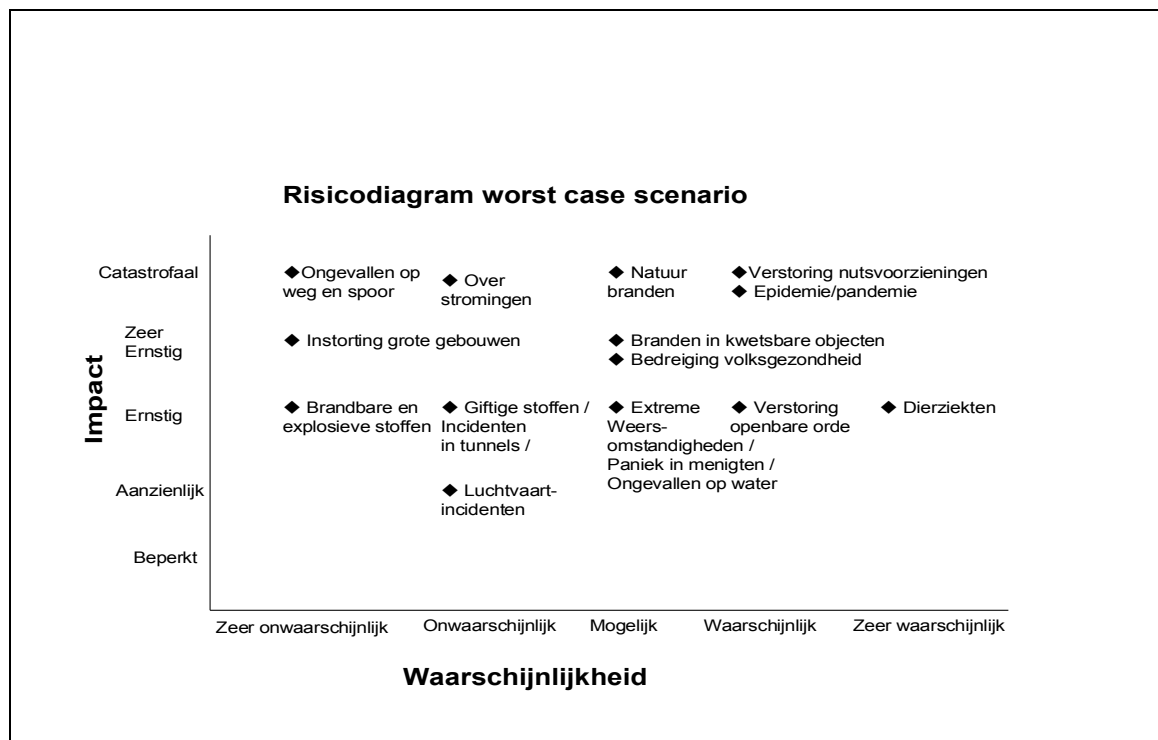 Risicodiagram worst case scenario
Impact
Catastrofaal
◆Ongevallen op
weg en spoor
◆ Over
stromingen
◆ Natuur
branden
◆Verstoring nutsvoorzieningen
◆ Epidemie/pandemie
Zeer
Ernstig
◆ Instorting grote gebouwen
◆ Branden in kwetsbare objecten
◆ Bedreiging volksgezondheid
Ernstig
◆ Brandbare en
explosieve stoffen
◆ Giftige stoffen /
Incidenten
in tunnels /
◆ Extreme
Weers-
omstandigheden /
Paniek in menigten /
Ongevallen op water
◆ Verstoring
openbare orde
◆ Dierziekten
Aanzienlijk
◆ Luchtvaart-
incidenten
Beperkt
Zeer onwaarschijnlijk
Onwaarschijnlijk
Mogelijk
Waarschijnlijk
Zeer waarschijnlijk
Waarschijnlijkheid